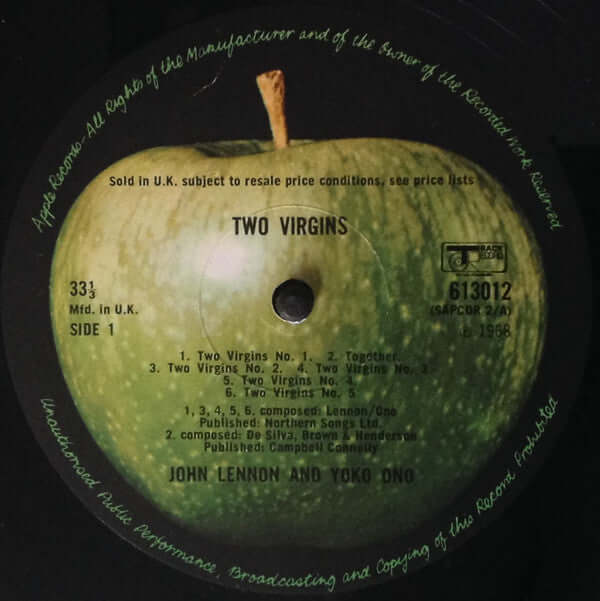 Apple Records-All Rights of the Manufacturer and of the Owner of the Recorded Work Reserved
Sold in U.K. subject to resale price conditions, see price lists
TWO VIRGINS
TRACK
RECORD
33⅓
Mfd. in U.K.
SIDE 1
613012
(SAPCOR 2/A)
℗ 1968
1. Two Virgins No. 1. 2. Together.
3. Two Virgins No. 2. 4. Two Virgins No. 3
5. Two Virgins No. 4.
6. Two Virgins No. 5
1, 3, 4, 5, 6. composed: Lennon/Ono
Published: Northern Songs Ltd.
2. composed: De Silva, Brown & Henderson
Published: Campbell Connelly
JOHN LENNON AND YOKO ONO
Unauthorised Public Performance, Broadcasting and Copying of this Record Prohibited